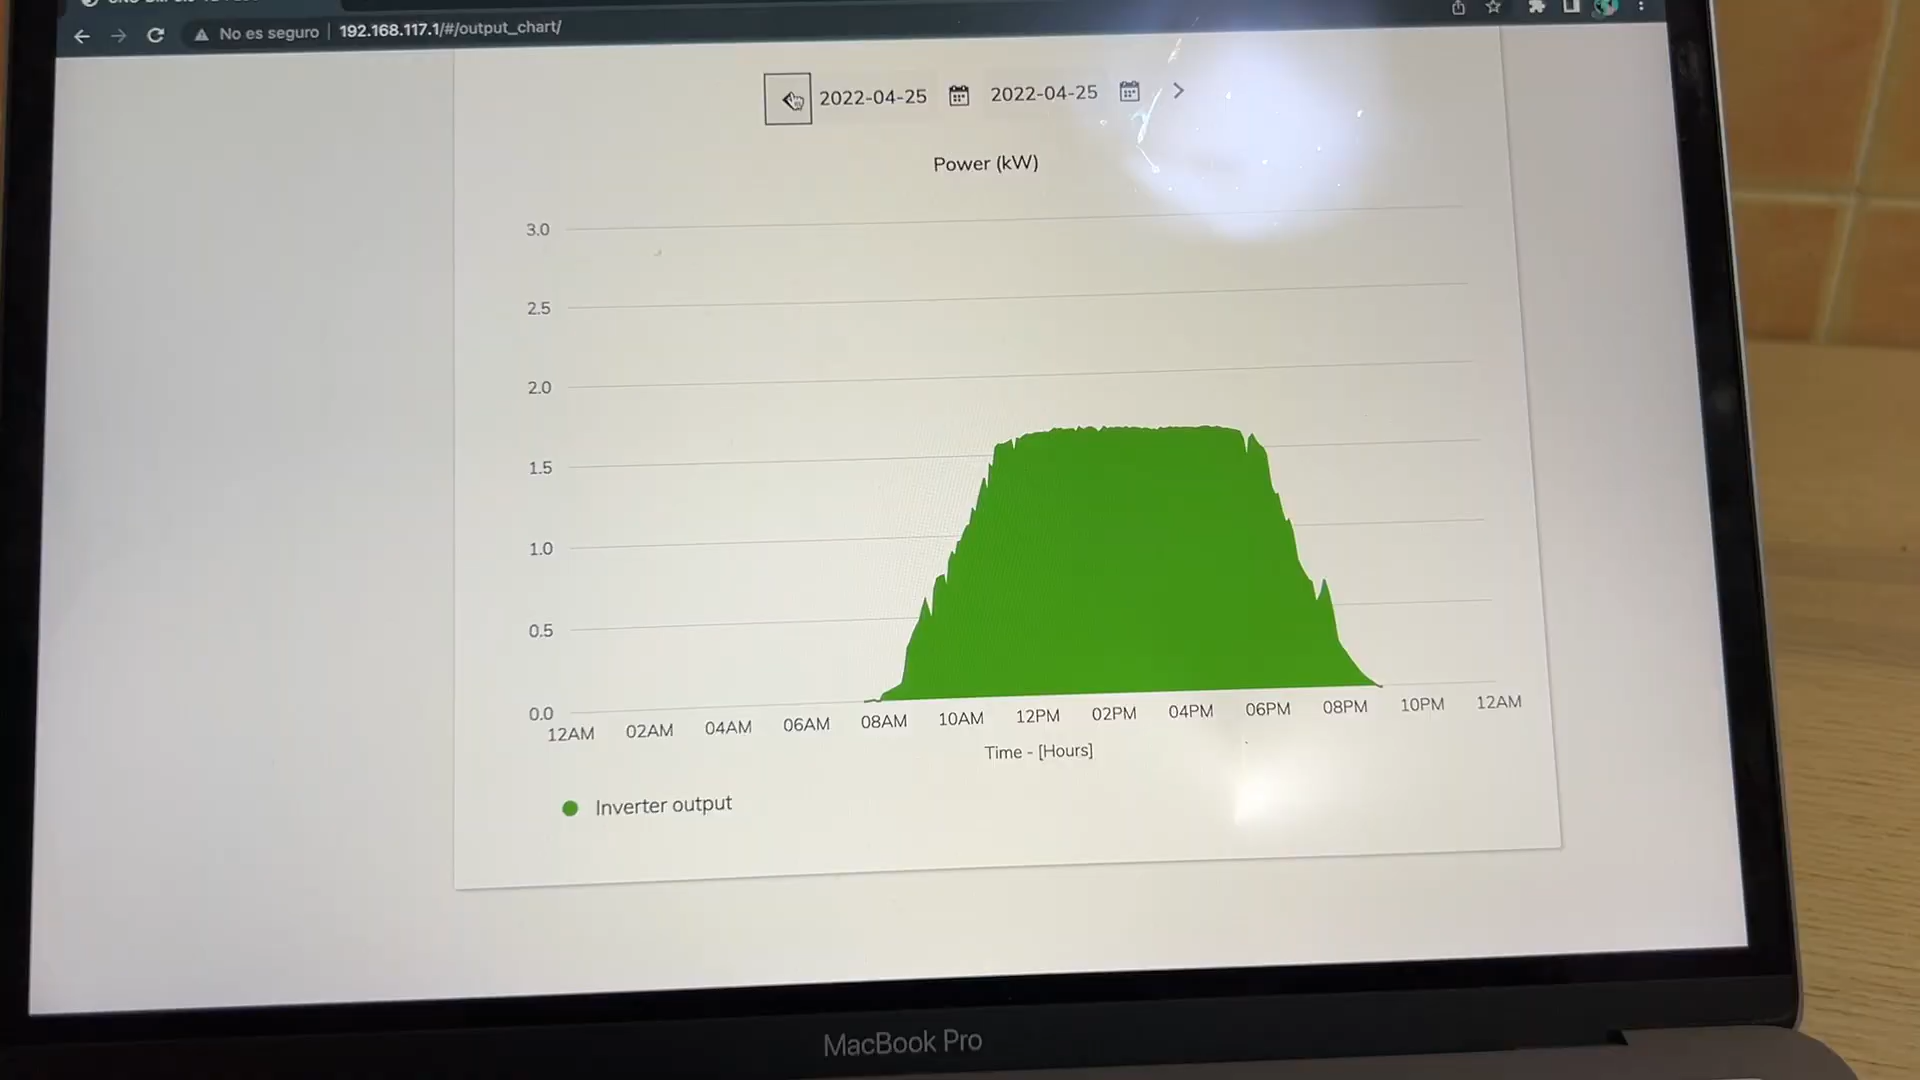 No es seguro | 192.168.117.1/#/output_chart/
2022-04-25 2022-04-25
Power (kW)
3.0
2.5
2.0
1.5
1.0
0.5
0.0
12AM 02AM 04AM 06AM 08AM 10AM 12PM 02PM 04PM 06PM 08PM 10PM 12AM
Time - [Hours]
Inverter output
MacBook Pro